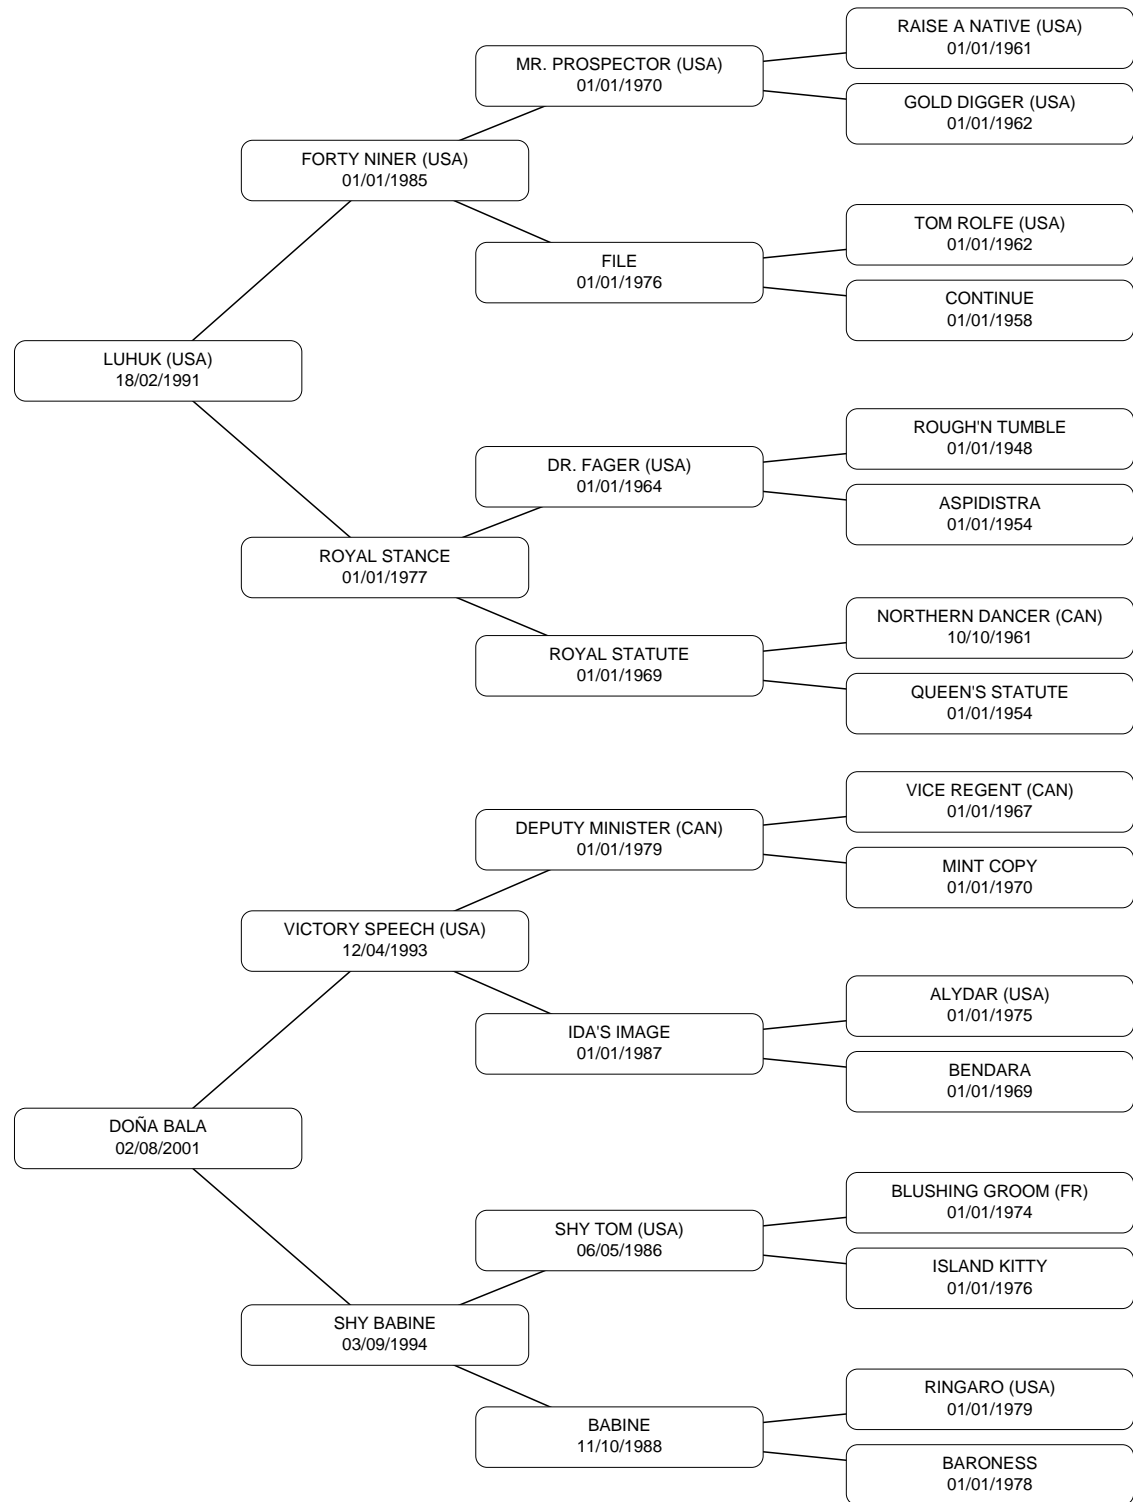 RAISE A NATIVE (USA)
01/01/1961
MR. PROSPECTOR (USA)
01/01/1970
GOLD DIGGER (USA)
01/01/1962
FORTY NINER (USA)
01/01/1985
TOM ROLFE (USA)
01/01/1962
FILE
01/01/1976
CONTINUE
01/01/1958
LUHUK (USA)
18/02/1991
ROUGH'N TUMBLE
01/01/1948
DR. FAGER (USA)
01/01/1964
ASPIDISTRA
01/01/1954
ROYAL STANCE
01/01/1977
NORTHERN DANCER (CAN)
10/10/1961
ROYAL STATUTE
01/01/1969
QUEEN'S STATUTE
01/01/1954
VICE REGENT (CAN)
01/01/1967
DEPUTY MINISTER (CAN)
01/01/1979
MINT COPY
01/01/1970
VICTORY SPEECH (USA)
12/04/1993
ALYDAR (USA)
01/01/1975
IDA'S IMAGE
01/01/1987
BENDARA
01/01/1969
DOÑA BALA
02/08/2001
BLUSHING GROOM (FR)
01/01/1974
SHY TOM (USA)
06/05/1986
ISLAND KITTY
01/01/1976
SHY BABINE
03/09/1994
RINGARO (USA)
01/01/1979
BABINE
11/10/1988
BARONESS
01/01/1978